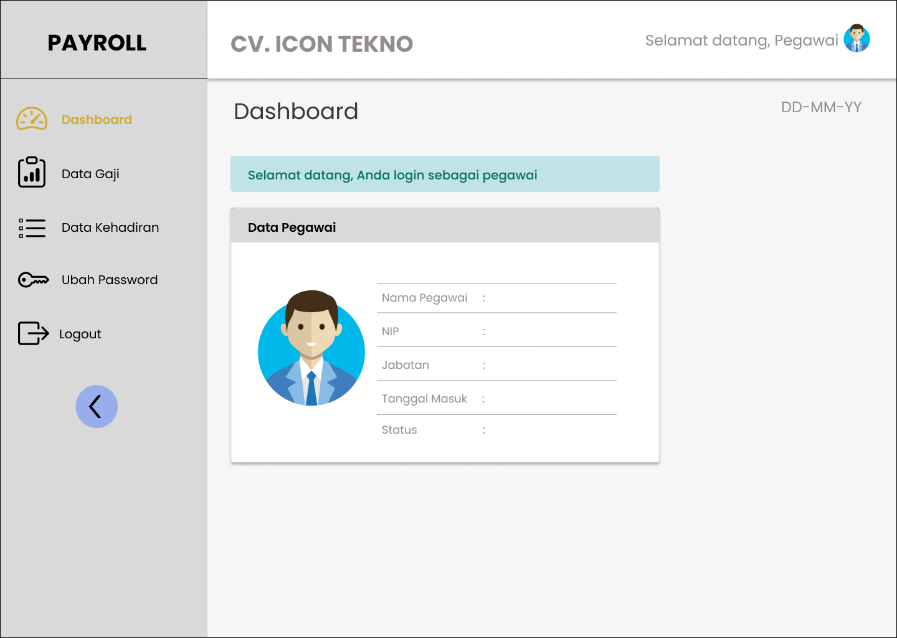 PAYROLL
CV. ICON TEKNO
Selamat datang, Pegawai
Dashboard
Data Gaji
Data Kehadiran
Ubah Password
Logout
Dashboard
DD-MM-YY
Selamat datang, Anda login sebagai pegawai
Data Pegawai
Nama Pegawai :
NIP :
Jabatan :
Tanggal Masuk :
Status :